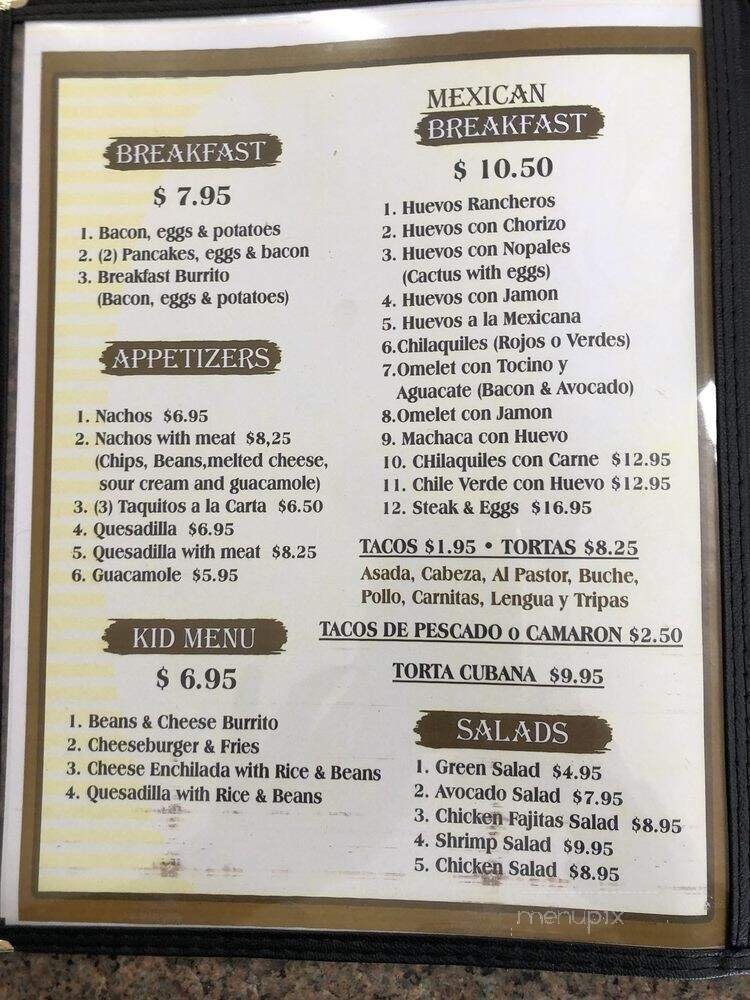 BREAKFAST
$ 7.95
1. Bacon, eggs & potatoes
2. (2) Pancakes, eggs & bacon
3. Breakfast Burrito
(Bacon, eggs & potatoes)
APPETIZERS
1. Nachos $6.95
2. Nachos with meat $8,25
(Chips, Beans,melted cheese,
sour cream and guacamole)
3. (3) Taquitos a la Carta $6.50
4. Quesadilla $6.95
5. Quesadilla with meat $8.25
6. Guacamole $5.95
KID MENU
$ 6.95
1. Beans & Cheese Burrito
2. Cheeseburger & Fries
3. Cheese Enchilada with Rice & Beans
4. Quesadilla with Rice & Beans
MEXICAN
BREAKFAST
$ 10.50
1. Huevos Rancheros
2. Huevos con Chorizo
3. Huevos con Nopales
(Cactus with eggs)
4. Huevos con Jamon
5. Huevos a la Mexicana
6.Chilaquiles (Rojos o Verdes)
7.Omelet con Tocino y
Aguacate (Bacon & Avocado)
8.Omelet con Jamon
9. Machaca con Huevo
10. CHilaquiles con Carne $12.95
11. Chile Verde con Huevo $12.95
12. Steak & Eggs $16.95
TACOS $1.95 • TORTAS $8.25
Asada, Cabeza, Al Pastor, Buche,
Pollo, Carnitas, Lengua y Tripas
TACOS DE PESCADO o CAMARON $2.50
TORTA CUBANA $9.95
SALADS
1. Green Salad $4.95
2. Avocado Salad $7.95
3. Chicken Fajitas Salad $8.95
4. Shrimp Salad $9.95
5. Chicken Salad $8.95
menupix